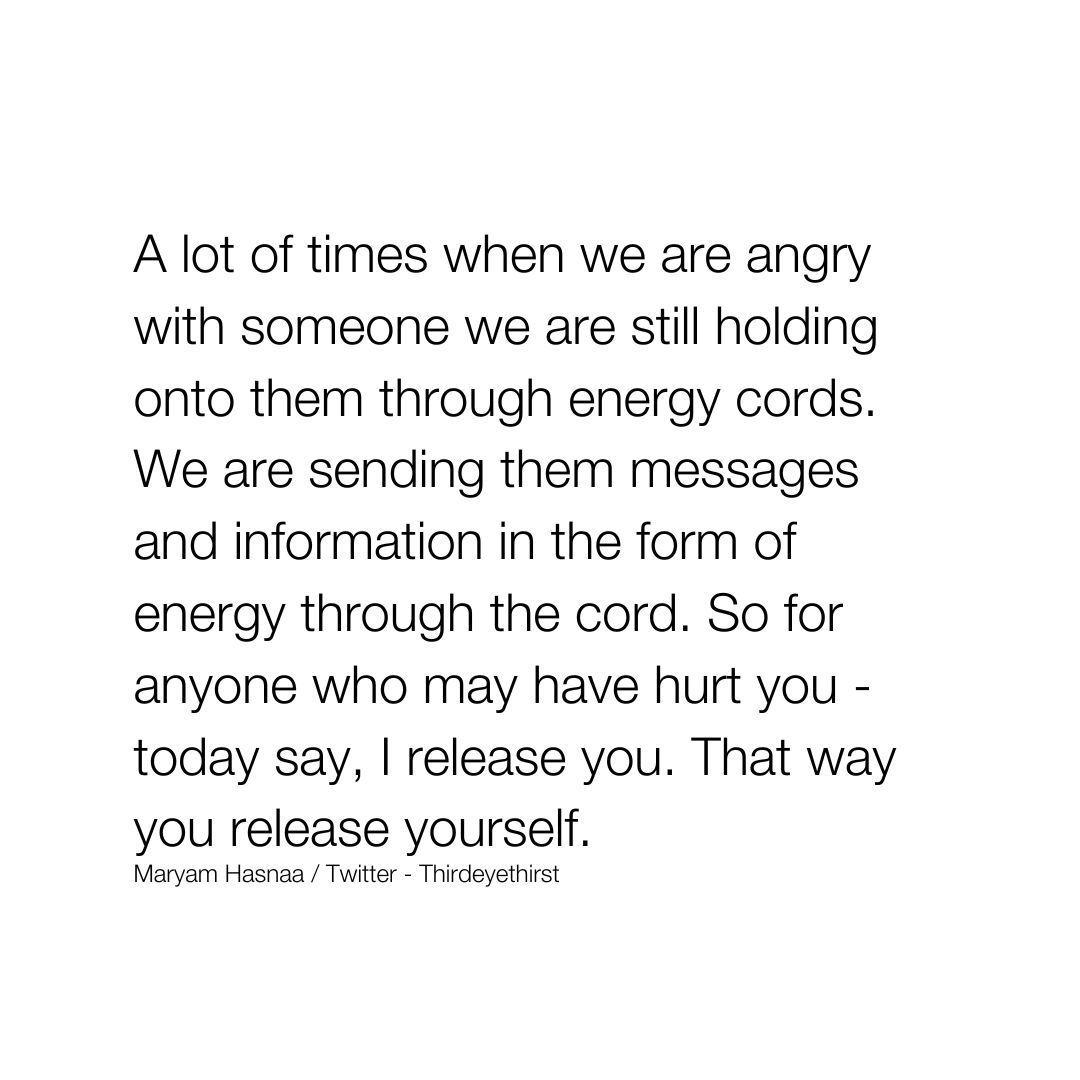 A lot of times when we are angry
with someone we are still holding
onto them through energy cords.
We are sending them messages
and information in the form of
energy through the cord. So for
anyone who may have hurt you -
today say, I release you. That way
you release yourself.
Maryam Hasnaa / Twitter - Thirdeyethirst